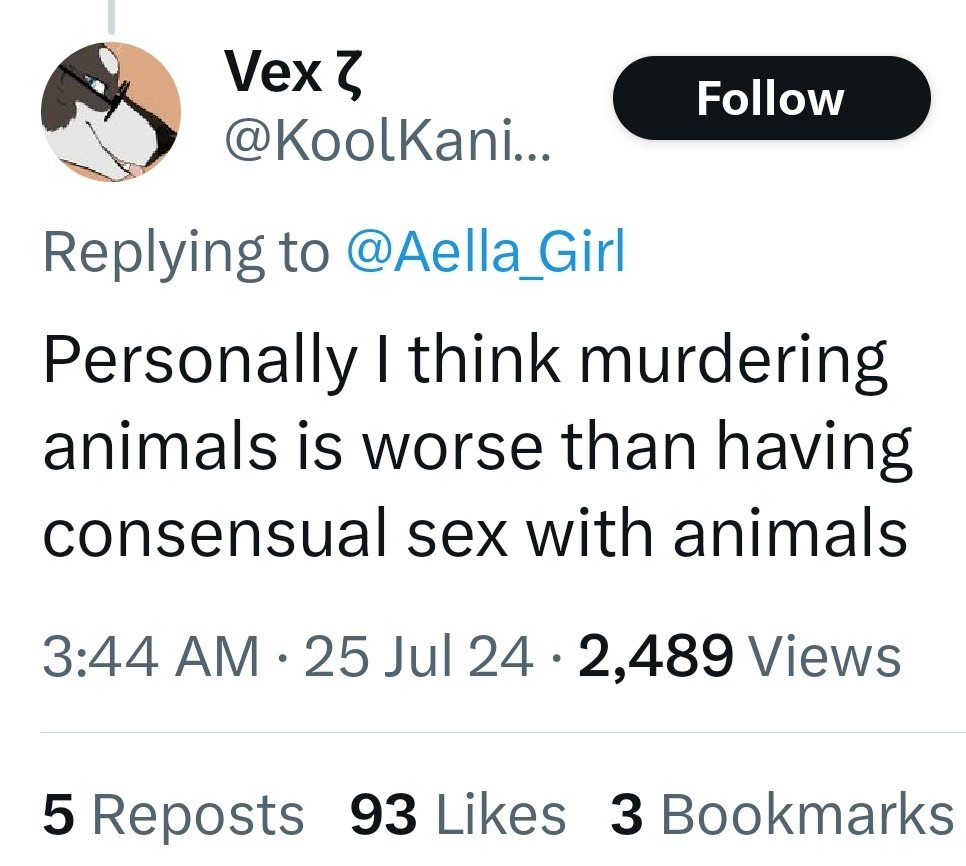 Vex ζ
@KoolKani...
Follow
Replying to @Aella_Girl
Personally I think murdering
animals is worse than having
consensual sex with animals
3:44 AM · 25 Jul 24 · 2,489 Views
5 Reposts 93 Likes 3 Bookmarks